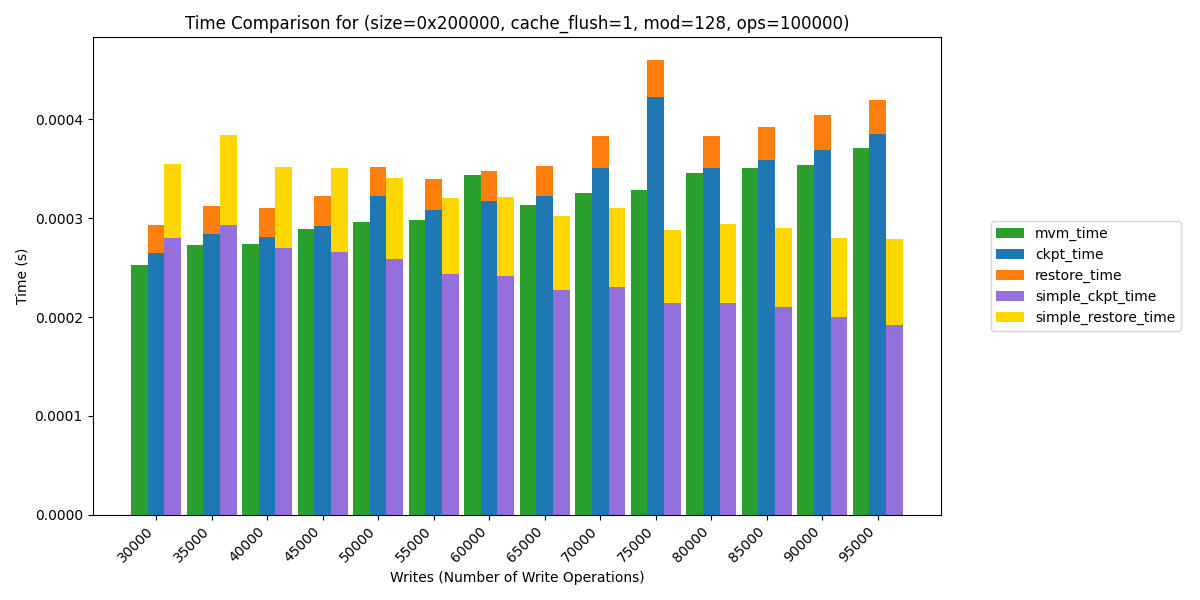 Time Comparison for (size=0x200000, cache_flush=1, mod=128, ops=100000)
Time (s)
0.0004
0.0003
0.0002
0.0001
0.0000
30000
35000
40000
45000
50000
55000
60000
65000
70000
75000
80000
85000
90000
95000
Writes (Number of Write Operations)
mvm_time
ckpt_time
restore_time
simple_ckpt_time
simple_restore_time